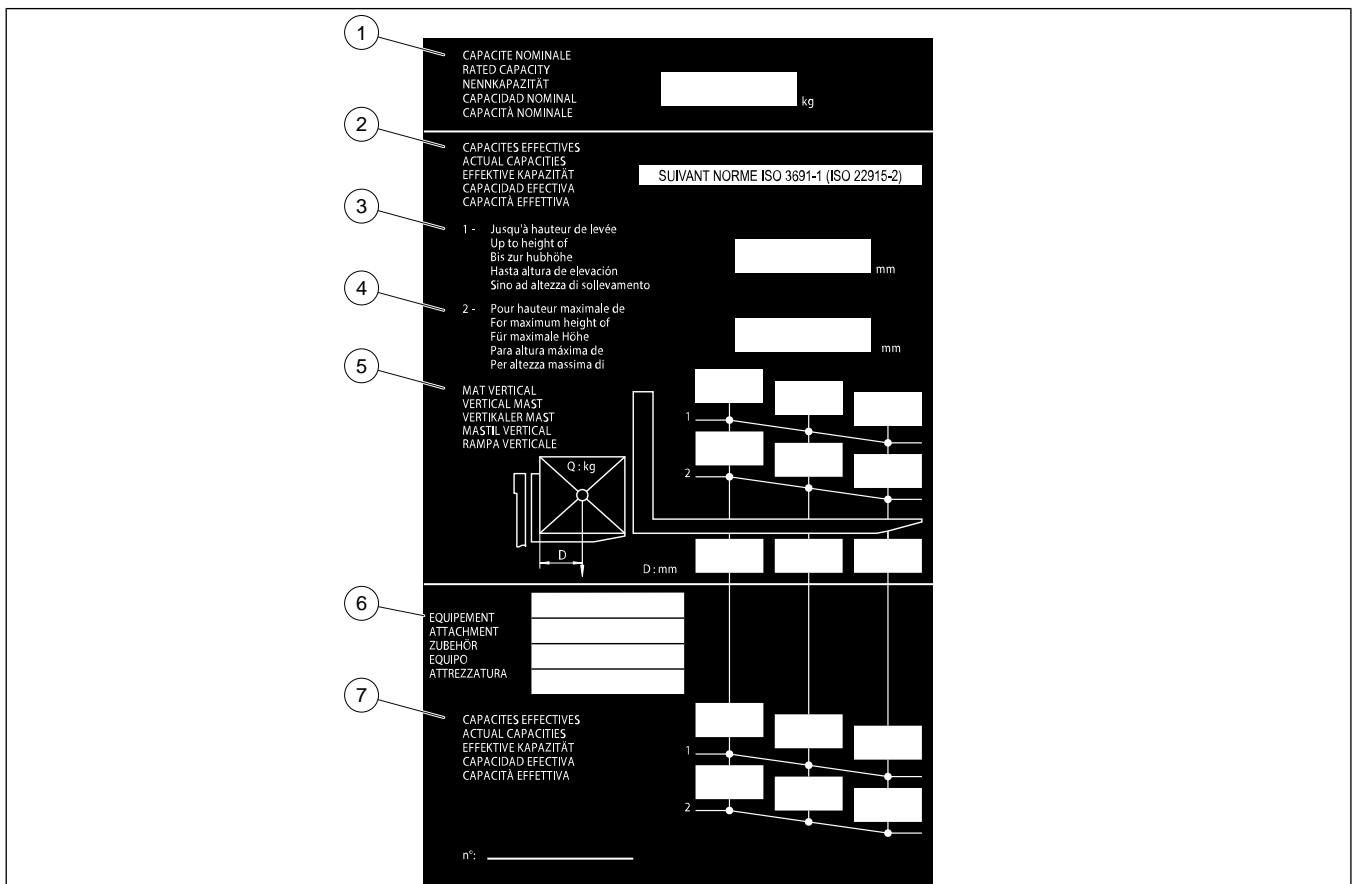 1
CAPACITE NOMINALE
RATED CAPACITY
NENNKAPAZITÄT
CAPACIDAD NOMINAL
CAPACITÀ NOMINALE
kg
2
CAPACITES EFFECTIVES
ACTUAL CAPACITIES
EFFEKTIVE KAPAZITÄT
CAPACIDAD EFECTIVA
CAPACITÀ EFFETTIVA
SUIVANT NORME ISO 3691-1 (ISO 22915-2)
3
1 - Jusqu'à hauteur de levée
Up to height of
Bis zur hubhöhe
Hasta altura de elevación
Sino ad altezza di sollevamento
mm
4
2 - Pour hauteur maximale de
For maximum height of
Für maximale Höhe
Para altura máxima de
Per altezza massima di
mm
5
MAT VERTICAL
VERTICAL MAST
VERTIKALER MAST
MASTIL VERTICAL
RAMPA VERTICALE
1
2
Q : kg
D
D : mm
6
EQUIPEMENT
ATTACHMENT
ZUBEHÖR
EQUIPO
ATTREZZATURA
7
CAPACITES EFFECTIVES
ACTUAL CAPACITIES
EFFEKTIVE KAPAZITÄT
CAPACIDAD EFECTIVA
CAPACITÀ EFFETTIVA
1
2
n°: